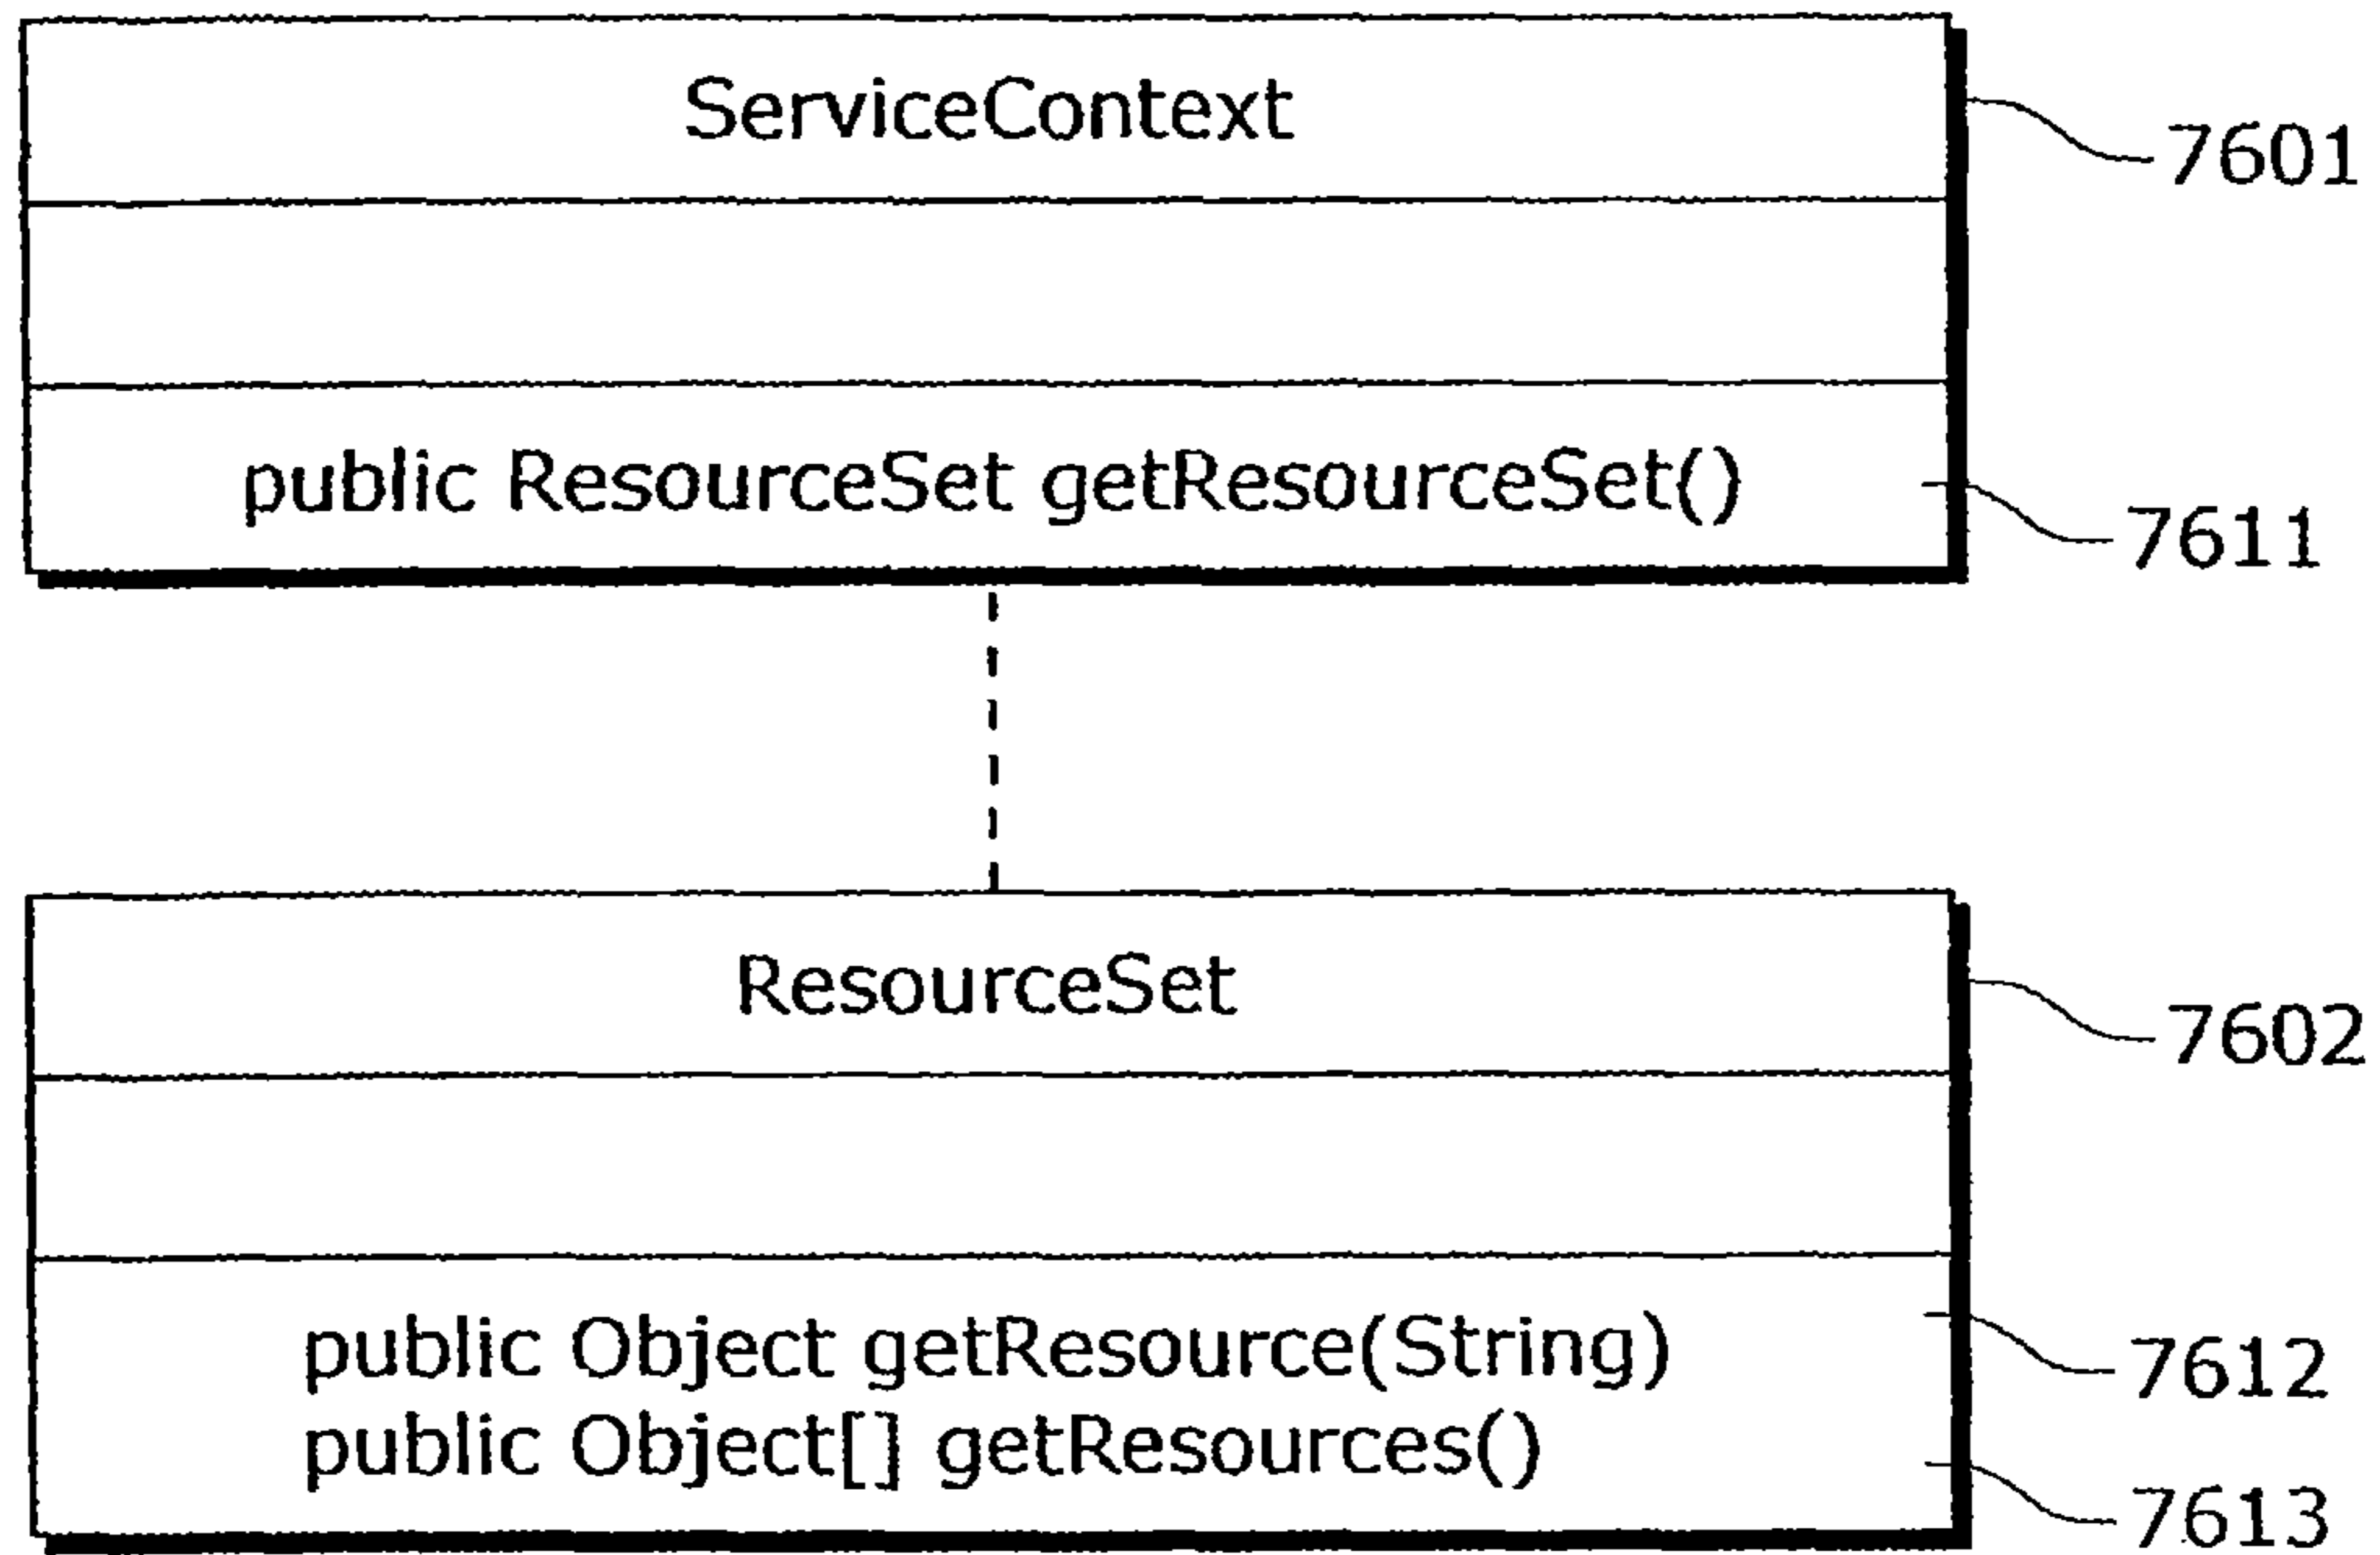 ServiceContext
7601
public ResourceSet getResourceSet()
7611
ResourceSet
7602
public Object getResource(String)
7612
public Object[] getResources()
7613